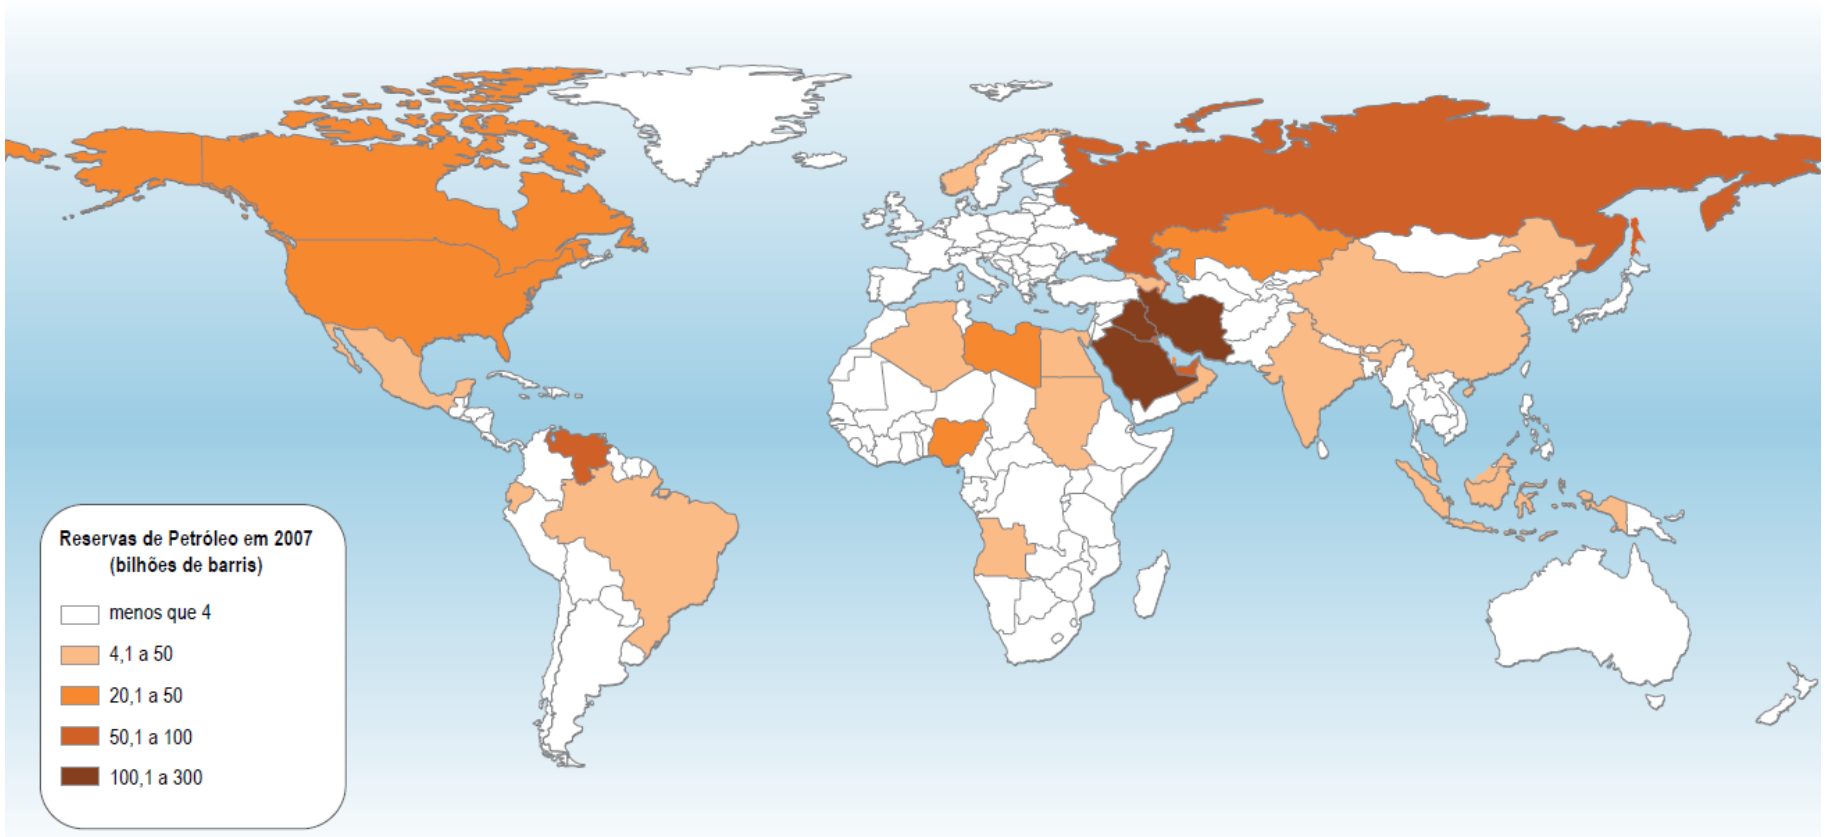 Reservas de Petróleo em 2007
(bilhões de barris)
menos que 4
4,1 a 50
20,1 a 50
50,1 a 100
100,1 a 300